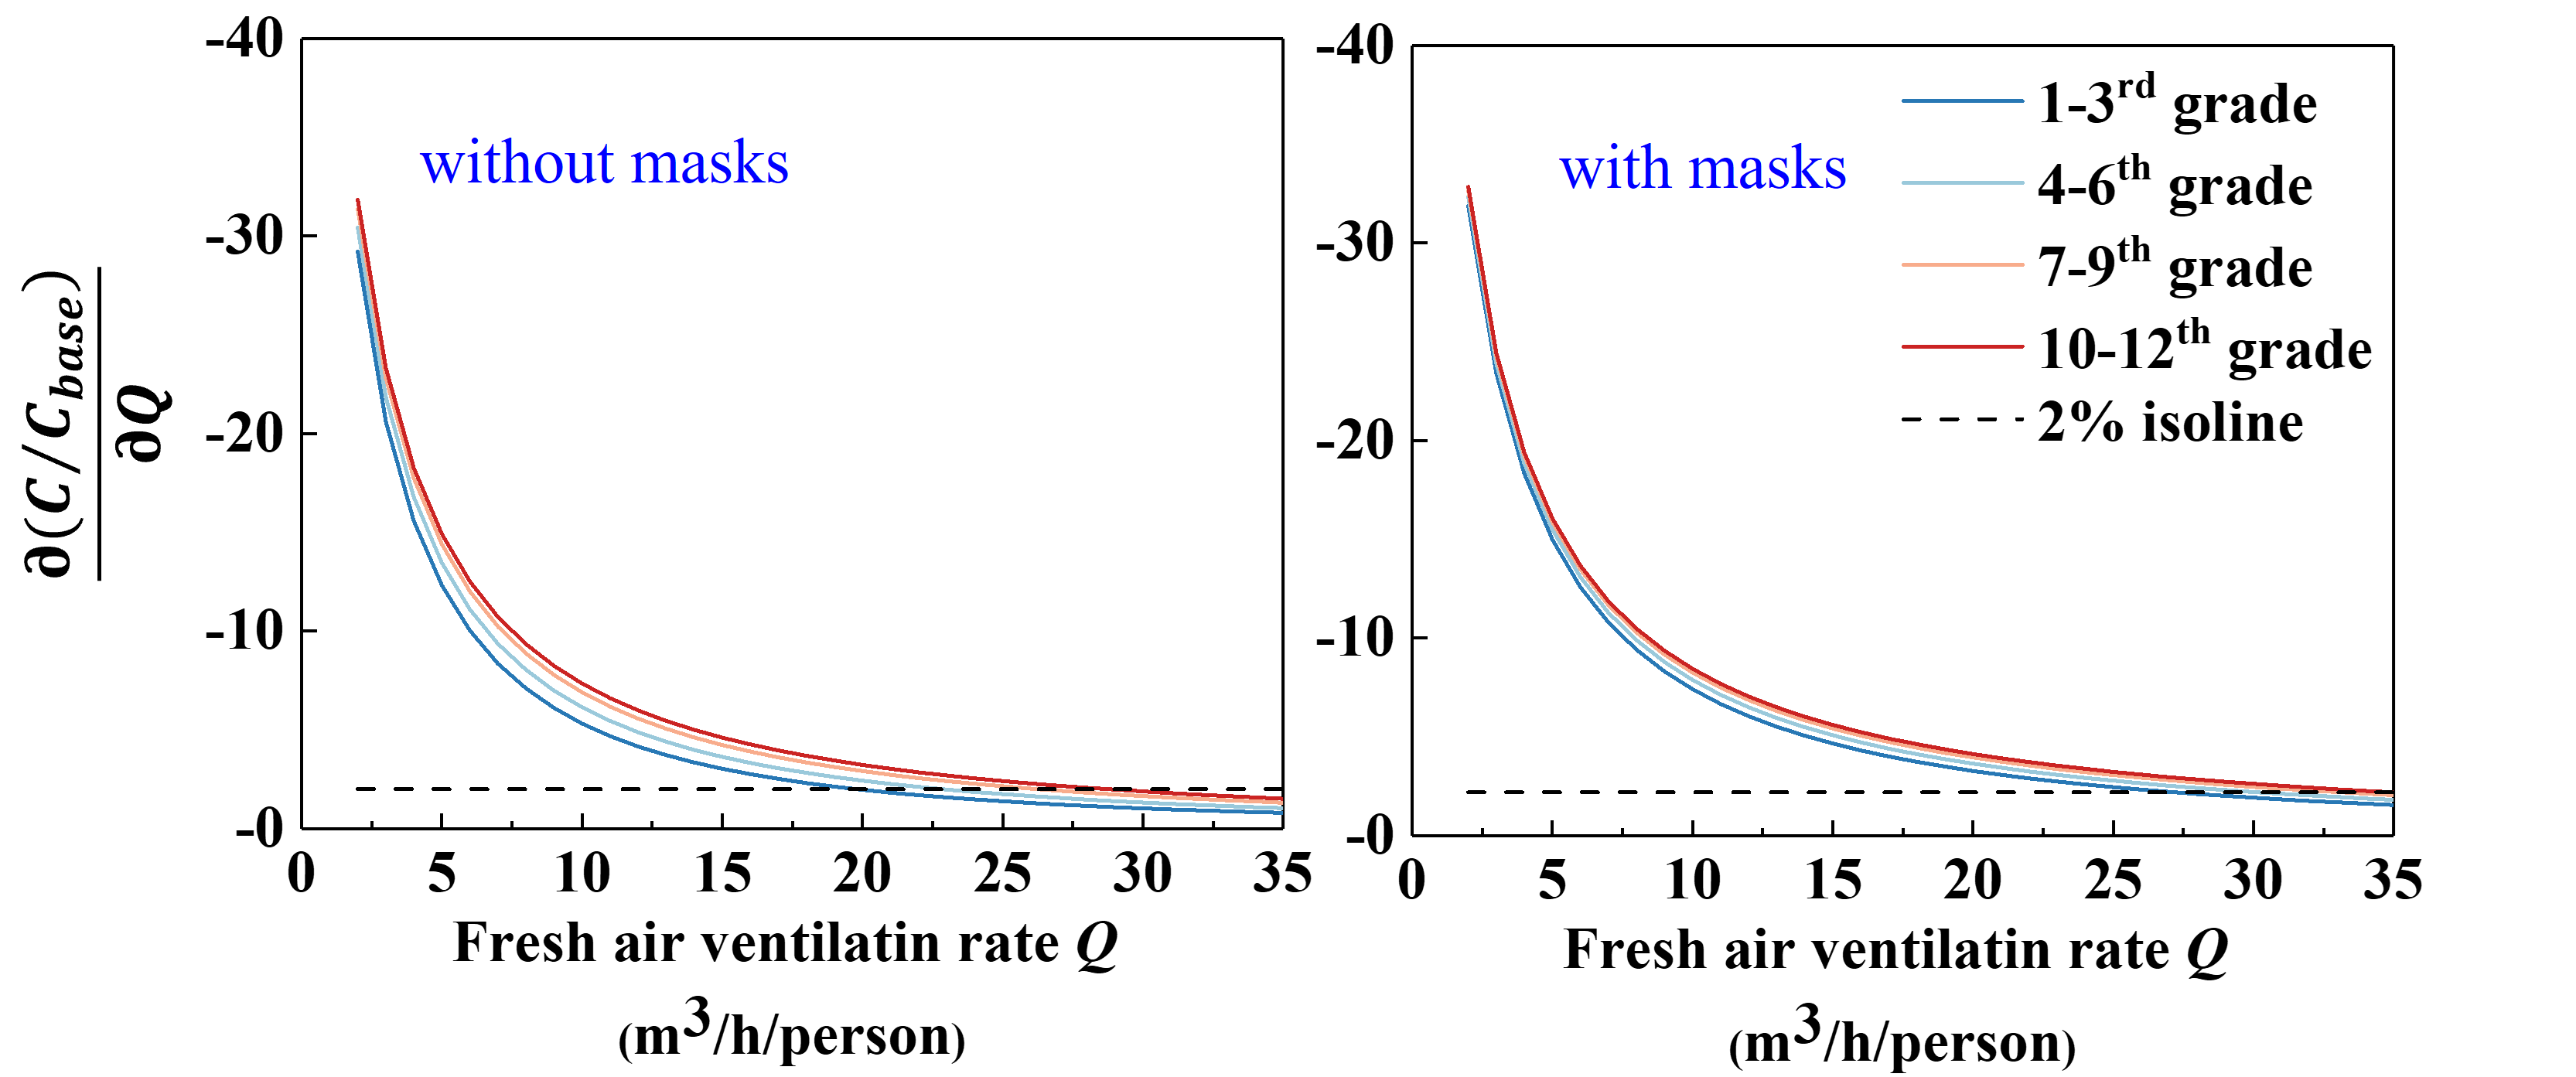 -40
-30
-20
-10
-0
∂(C/C_base)
∂Q
without masks
0 5 10 15 20 25 30 35
Fresh air ventilatin rate Q
(m³/h/person)
-40
-30
-20
-10
-0
with masks
1-3rd grade
4-6th grade
7-9th grade
10-12th grade
2% isoline
0 5 10 15 20 25 30 35
Fresh air ventilatin rate Q
(m³/h/person)